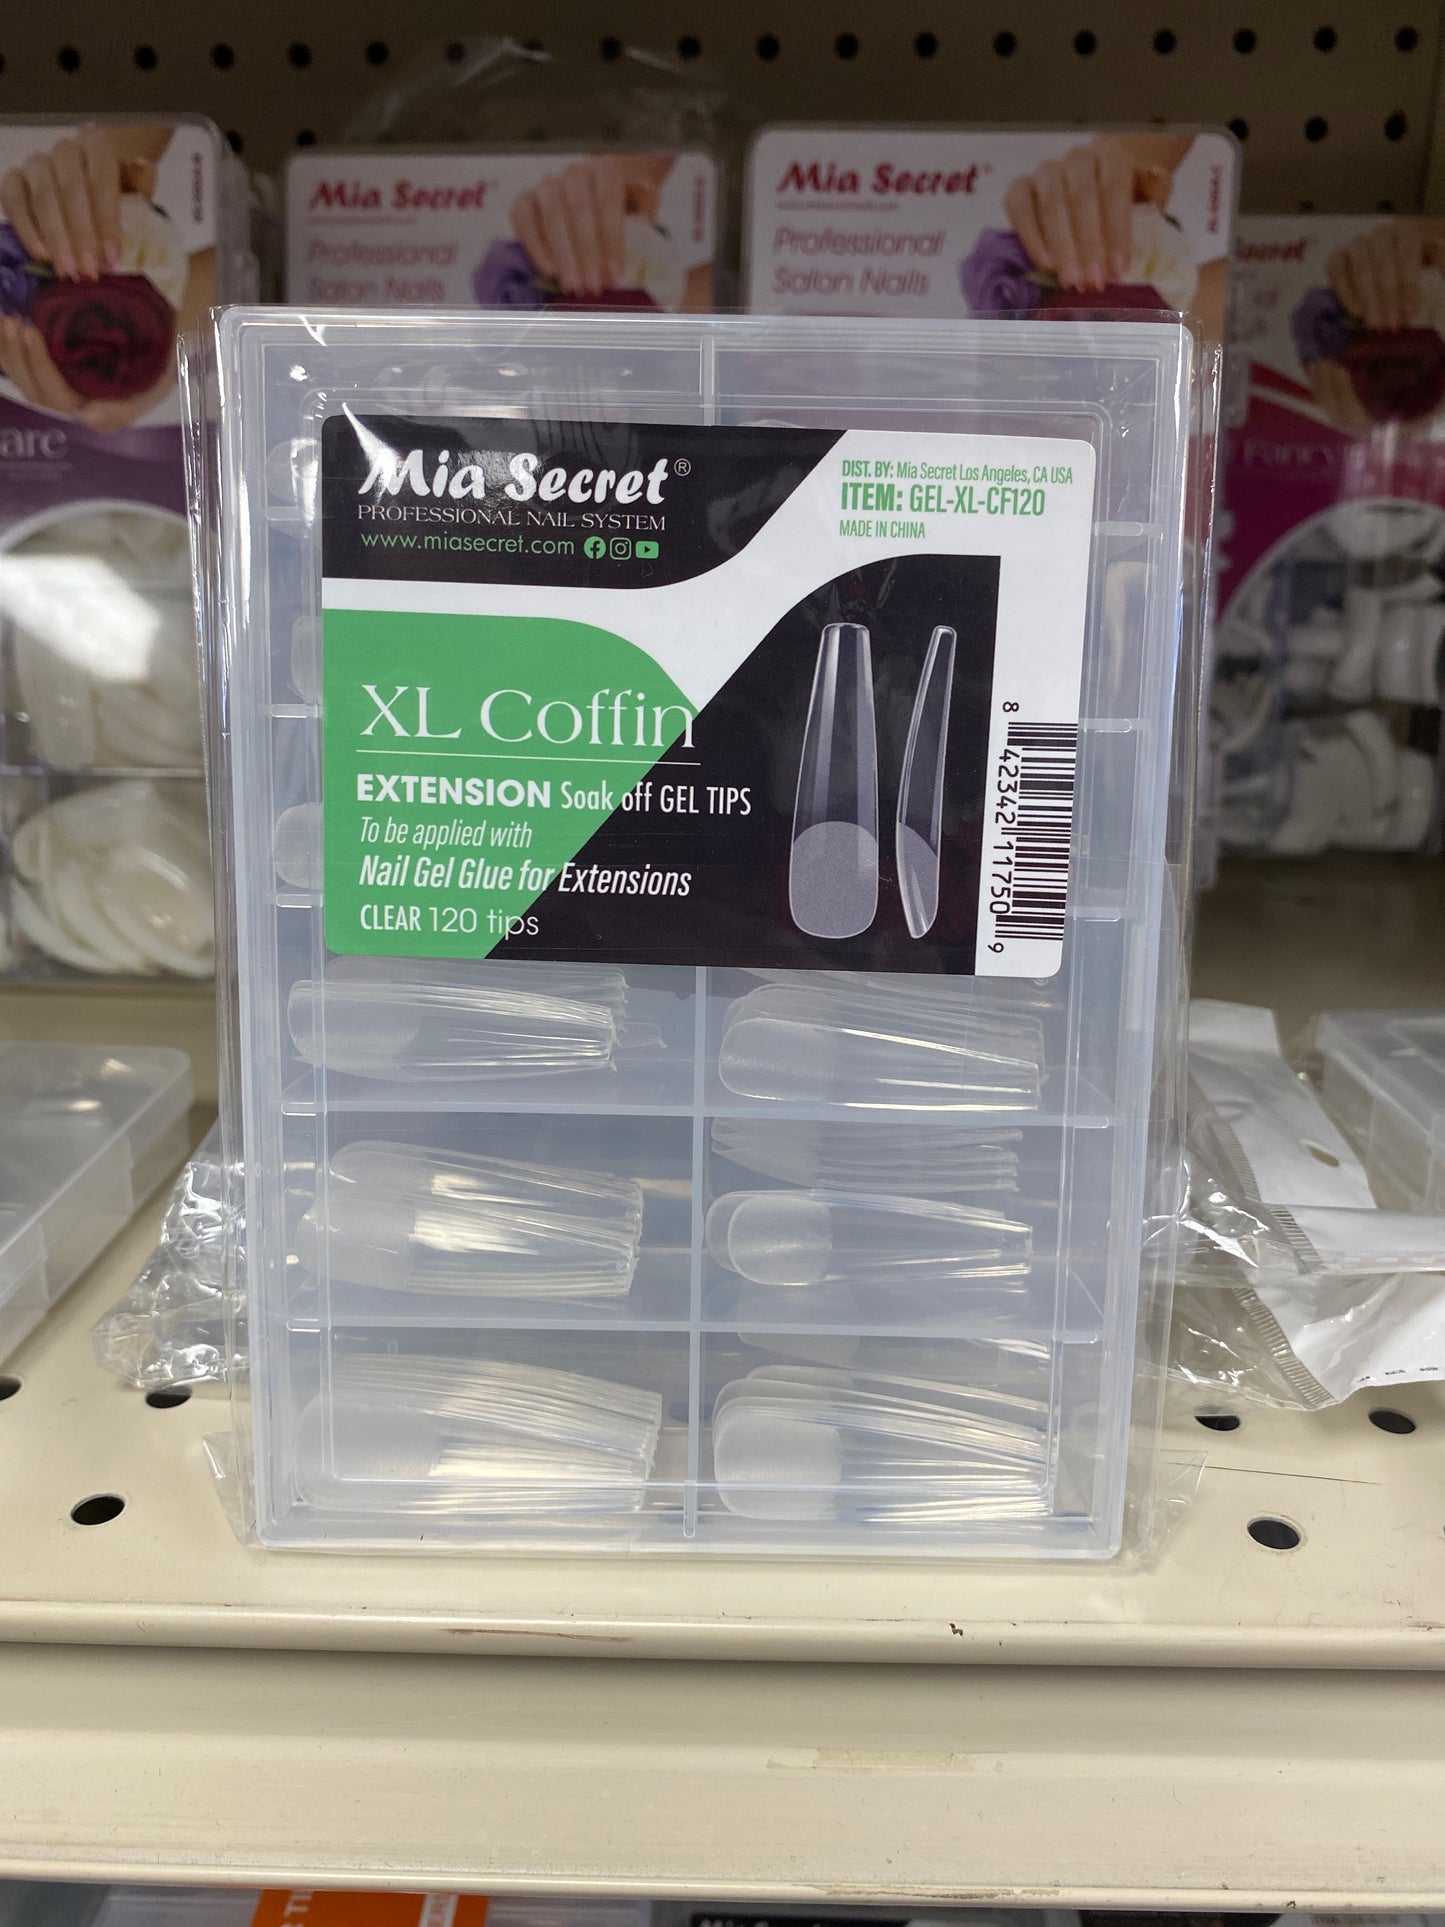 Mia Secret®
PROFESSIONAL NAIL SYSTEM
www.miasecret.com
DIST. BY: Mia Secret Los Angeles, CA USA
ITEM: GEL-XL-CF120
MADE IN CHINA
XL Coffin
EXTENSION Soak off GEL TIPS
To be applied with
Nail Gel Glue for Extensions
CLEAR 120 tips
8 42342 11750 9
Mia Secret
Professional
Salon Nails
Mia Secret®
Professional
Salon Nails
Secret
are